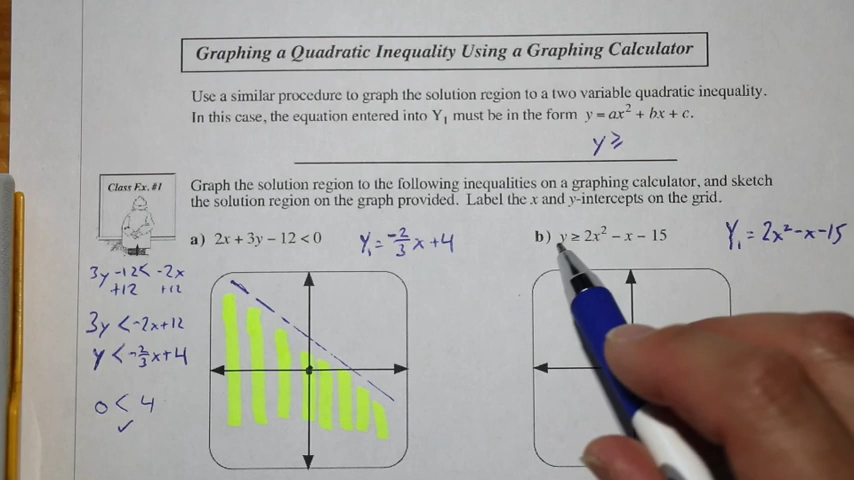 Graphing a Quadratic Inequality Using a Graphing Calculator
Use a similar procedure to graph the solution region to a two variable quadratic inequality.
In this case, the equation entered into Y₁ must be in the form y = ax² + bx + c.
y ≥
Class Ex. #1
Graph the solution region to the following inequalities on a graphing calculator, and sketch
the solution region on the graph provided. Label the x and y-intercepts on the grid.
a) 2x + 3y − 12 < 0
Y₁ = -2/3 x + 4
3y -12 < -2x
+12 +12
3y < -2x + 12
y < -2/3 x + 4
0 < 4
✓
b) y ≥ 2x² − x − 15
Y₁ = 2x² - x - 15